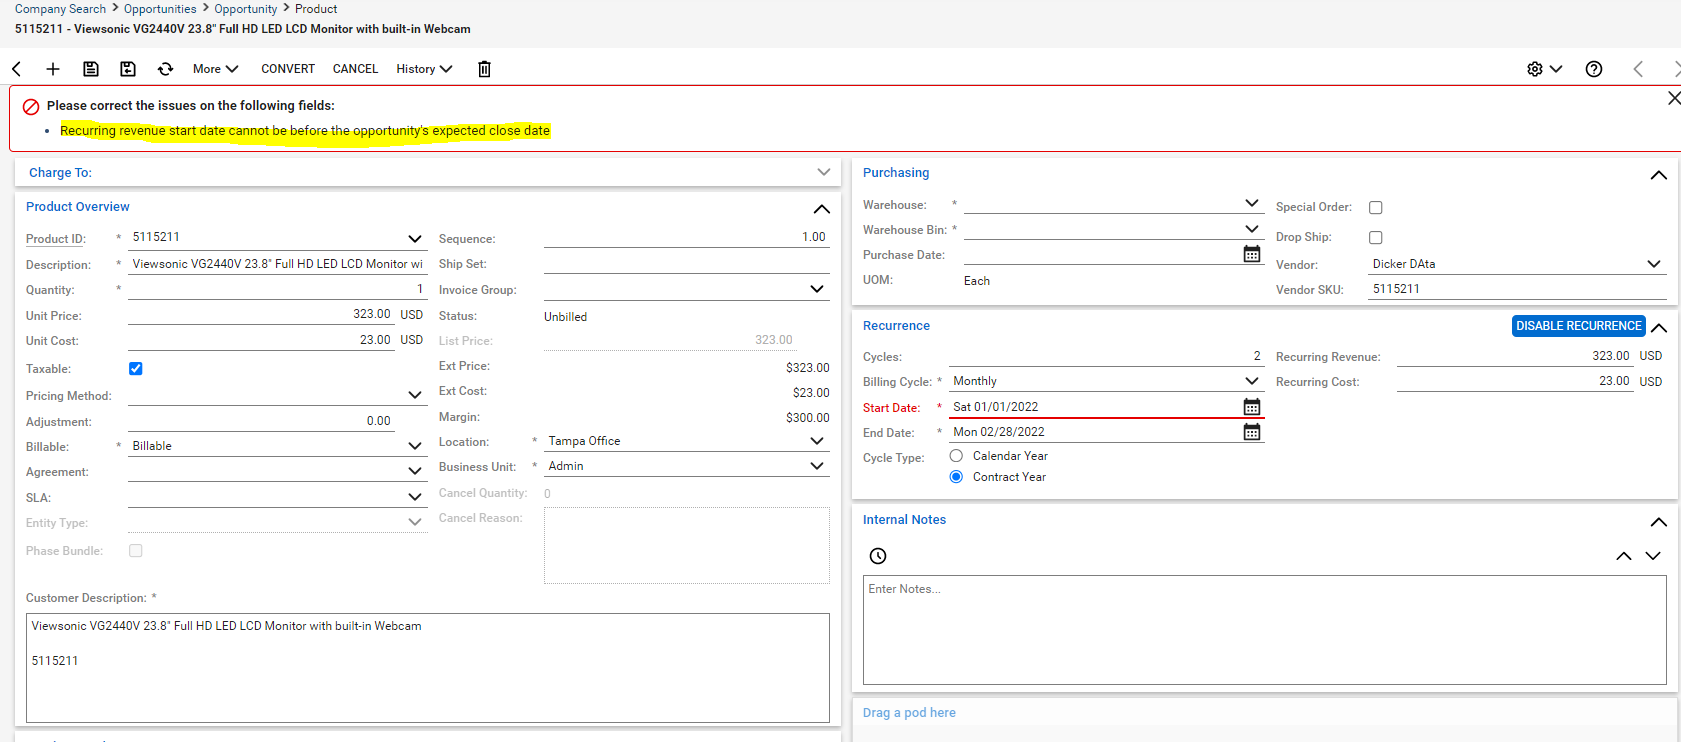 Company Search > Opportunities > Opportunity > Product
5115211 - Viewsonic VG2440V 23.8" Full HD LED LCD Monitor with built-in Webcam
More CONVERT CANCEL History
Please correct the issues on the following fields:
• Recurring revenue start date cannot be before the opportunity's expected close date
Charge To:
Product Overview
Product ID: * 5115211
Description: * Viewsonic VG2440V 23.8" Full HD LED LCD Monitor wi
Quantity: * 1
Unit Price: 323.00 USD
Unit Cost: 23.00 USD
Taxable:
Pricing Method:
Adjustment: 0.00
Billable: * Billable
Agreement:
SLA:
Entity Type:
Phase Bundle:
Sequence: 1.00
Ship Set:
Invoice Group:
Status: Unbilled
List Price: 323.00
Ext Price: $323.00
Ext Cost: $23.00
Margin: $300.00
Location: * Tampa Office
Business Unit: * Admin
Cancel Quantity: 0
Cancel Reason:
Customer Description: *
Viewsonic VG2440V 23.8" Full HD LED LCD Monitor with built-in Webcam
5115211
Purchasing
Warehouse: *
Warehouse Bin: *
Purchase Date:
UOM: Each
Special Order:
Drop Ship:
Vendor: Dicker DAta
Vendor SKU: 5115211
Recurrence DISABLE RECURRENCE
Cycles: 2
Billing Cycle: * Monthly
Start Date: * Sat 01/01/2022
End Date: * Mon 02/28/2022
Cycle Type: Calendar Year
Contract Year
Recurring Revenue: 323.00 USD
Recurring Cost: 23.00 USD
Internal Notes
Enter Notes...
Drag a pod here